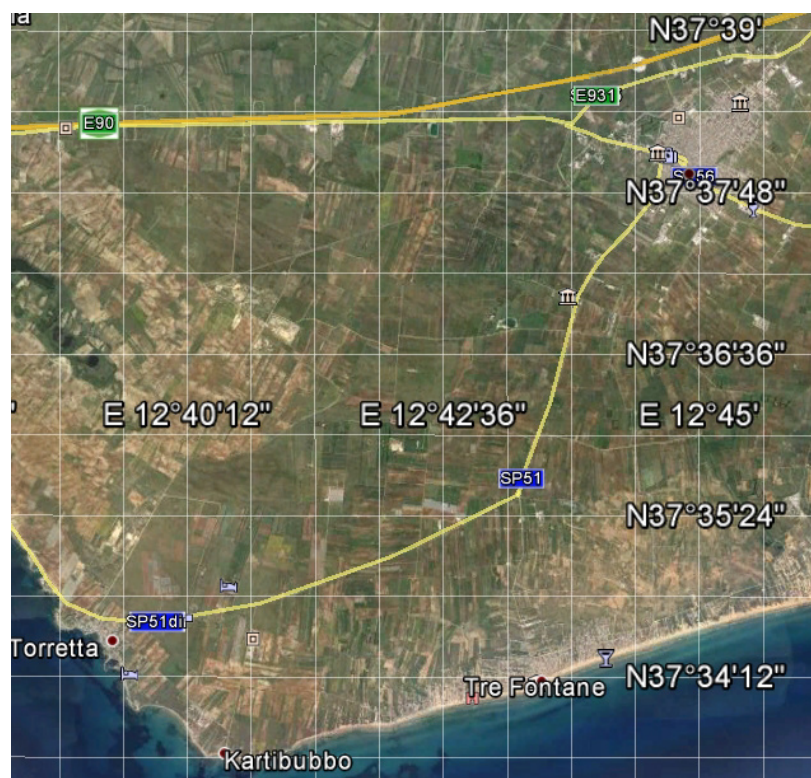 N37°39'
E931
E90
N37°37'48"
N37°36'36"
E 12°40'12"
E 12°42'36"
E 12°45'
SP51
N37°35'24"
SP51dir
Torretta
N37°34'12"
Tre Fontane
Kartibubbo